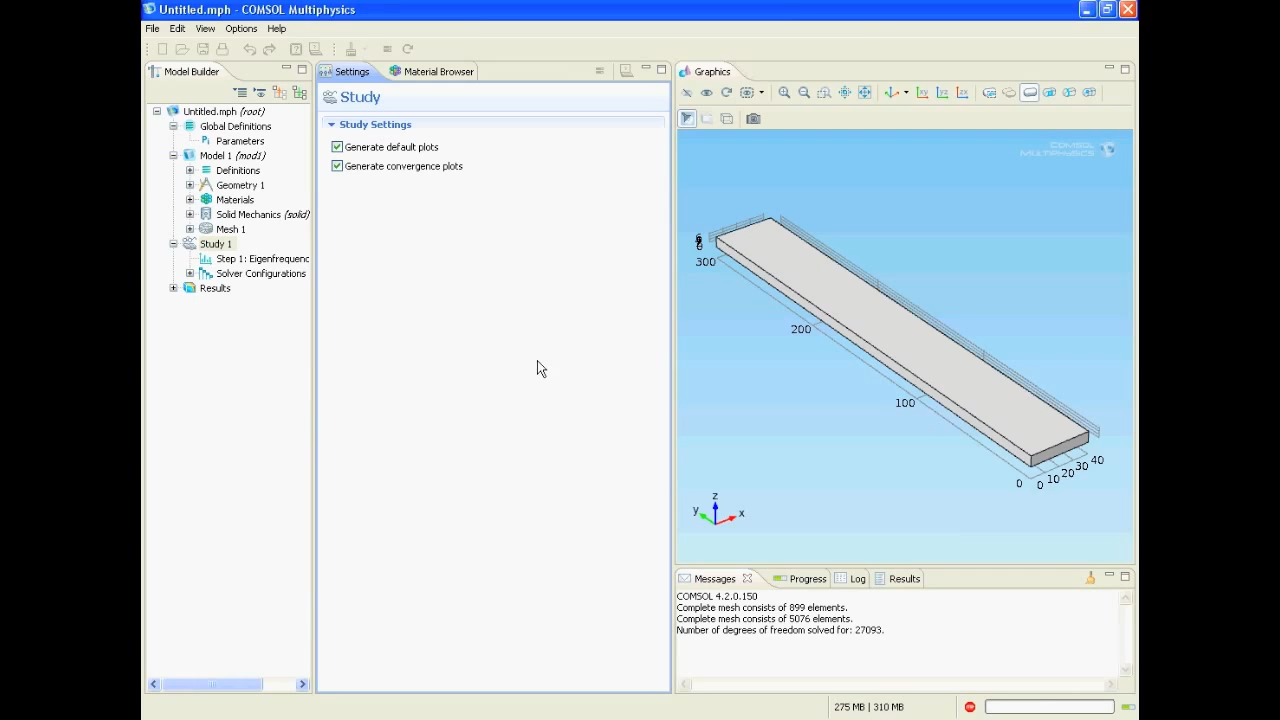 Untitled.mph - COMSOL Multiphysics
File Edit View Options Help
Model Builder
Untitled.mph (root)
Global Definitions
Parameters
Model 1 (mod1)
Definitions
Geometry 1
Materials
Solid Mechanics (solid)
Mesh 1
Study 1
Step 1: Eigenfrequenc
Solver Configurations
Results
Settings Material Browser
Study
Study Settings
Generate default plots
Generate convergence plots
Graphics
COMSOL
MULTIPHYSICS
300
200
100
0
0 10 20 30 40
z
y x
Messages Progress Log Results
COMSOL 4.2.0.150
Complete mesh consists of 899 elements.
Complete mesh consists of 5076 elements.
Number of degrees of freedom solved for: 27093.
275 MB | 310 MB